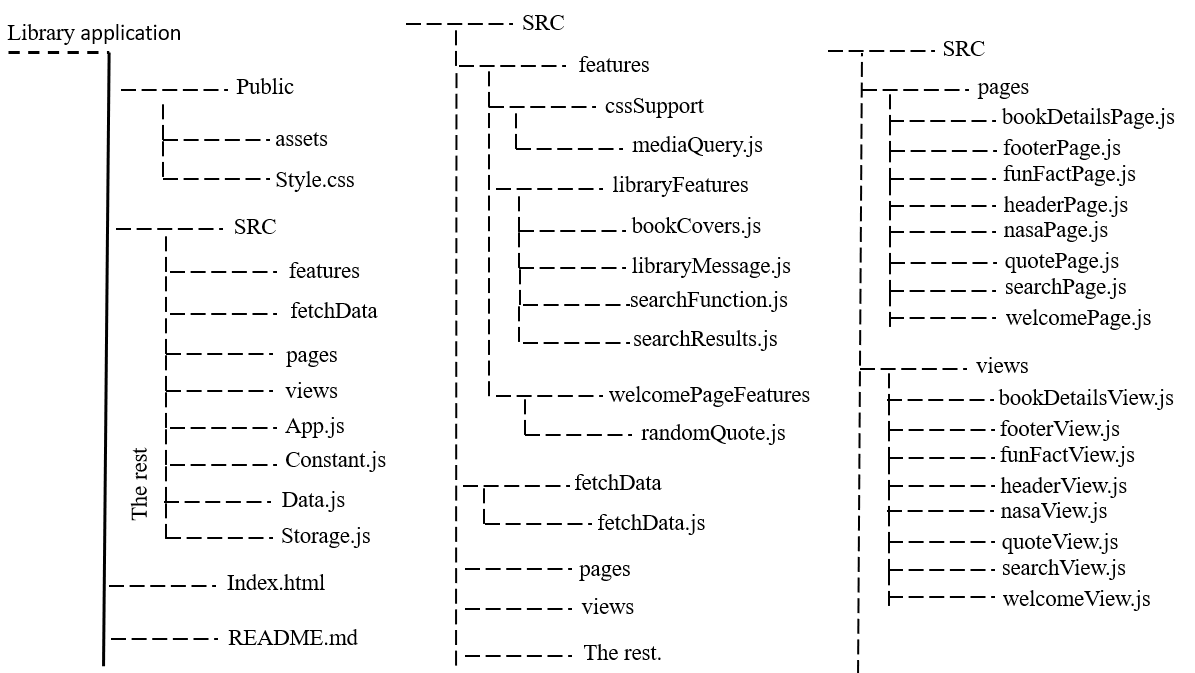 Library application
Public
assets
Style.css
SRC
features
fetchData
pages
views
App.js
Constant.js
Data.js
Storage.js
The rest
Index.html
README.md
SRC
features
cssSupport
mediaQuery.js
libraryFeatures
bookCovers.js
libraryMessage.js
searchFunction.js
searchResults.js
welcomePageFeatures
randomQuote.js
fetchData
fetchData.js
pages
views
The rest.
SRC
pages
bookDetailsPage.js
footerPage.js
funFactPage.js
headerPage.js
nasaPage.js
quotePage.js
searchPage.js
welcomePage.js
views
bookDetailsView.js
footerView.js
funFactView.js
headerView.js
nasaView.js
quoteView.js
searchView.js
welcomeView.js